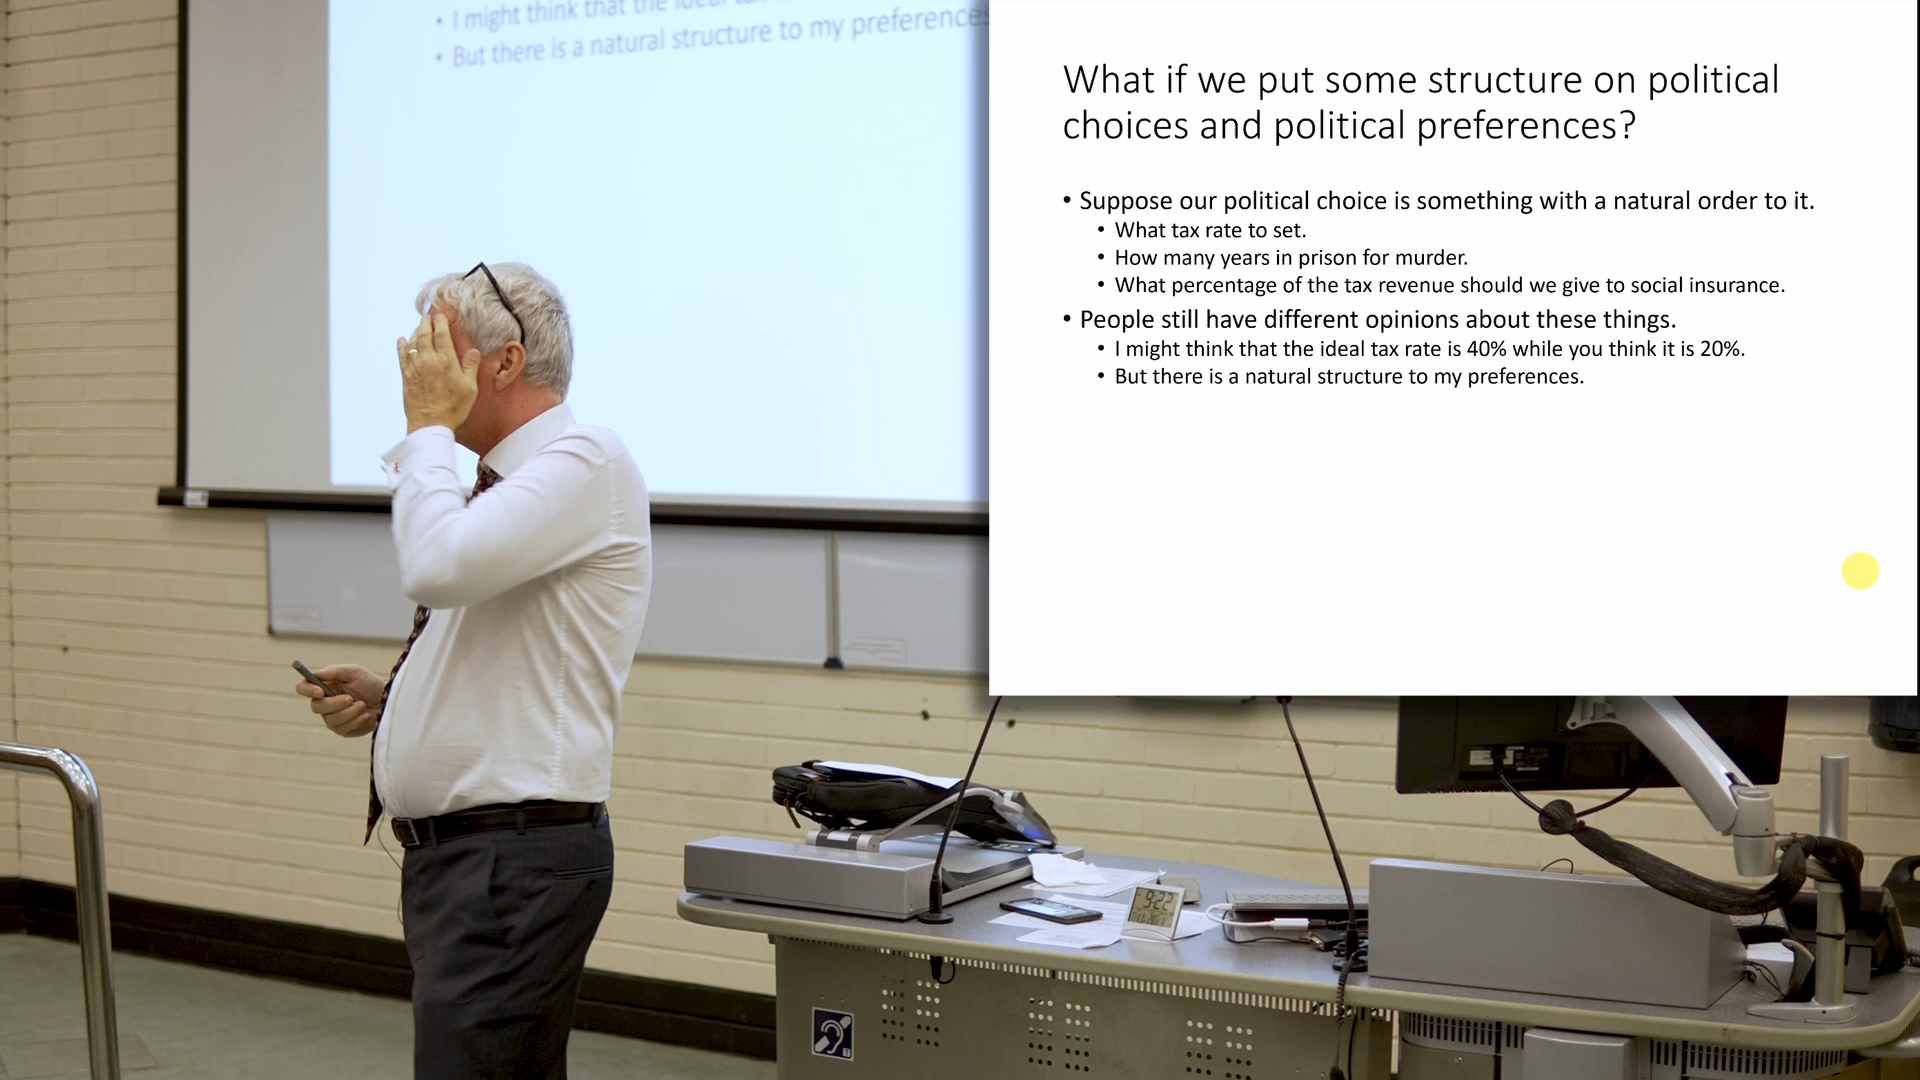 • I might think that the ideal
• But there is a natural structure to my preferences
What if we put some structure on political
choices and political preferences?
• Suppose our political choice is something with a natural order to it.
• What tax rate to set.
• How many years in prison for murder.
• What percentage of the tax revenue should we give to social insurance.
• People still have different opinions about these things.
• I might think that the ideal tax rate is 40% while you think it is 20%.
• But there is a natural structure to my preferences.
9:22
T